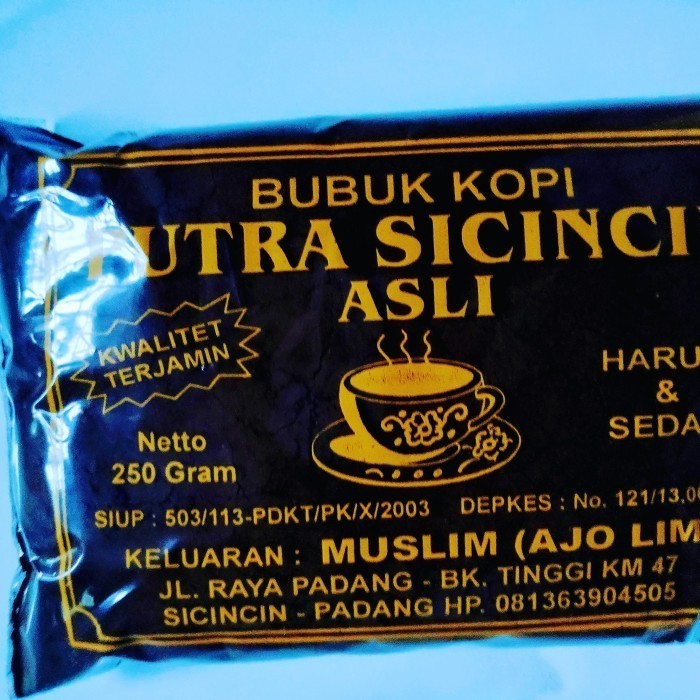 BUBUK KOPI
PUTRA SICINCI
ASLI
KWALITET
TERJAMIN
HARU
&
SEDA
Netto
250 Gram
SIUP : 503/113-PDKT/PK/X/2003 DEPKES : No. 121/13.0
KELUARAN : MUSLIM (AJO LIM
JL. RAYA PADANG - BK. TINGGI KM 47
SICINCIN - PADANG HP. 081363904505